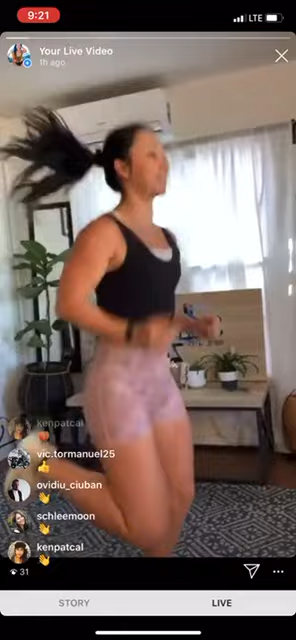 9:21
LTE
Your Live Video
1h ago
kenpatcal
vic.tormanuel25
ovidiu_ciuban
schleemoon
kenpatcal
31
STORY
LIVE